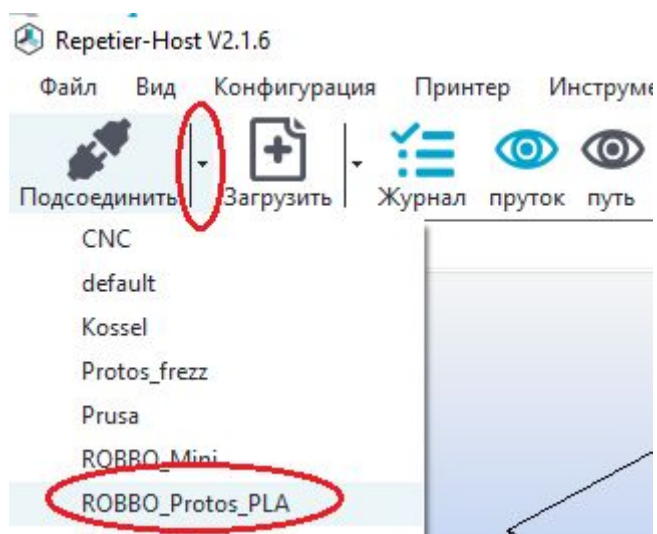 Repetier-Host V2.1.6
Файл Вид Конфигурация Принтер Инструме
Подсоединить Загрузить Журнал пруток путь
CNC
default
Kossel
Protos_frezz
Prusa
ROBBO_Mini
ROBBO_Protos_PLA